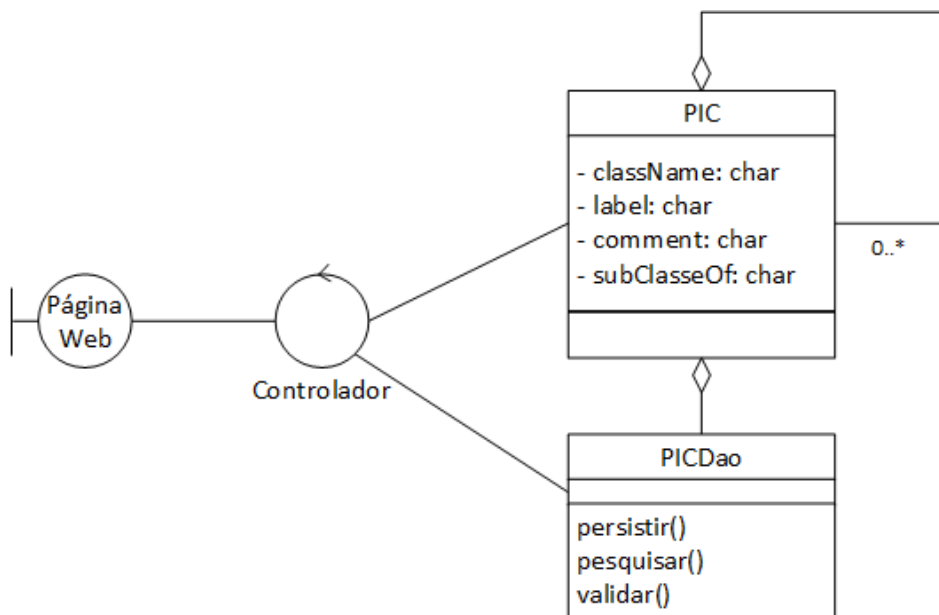 PIC
- className: char
- label: char
- comment: char
- subClasseOf: char
0..*
Página
Web
Controlador
PICDao
persistir()
pesquisar()
validar()